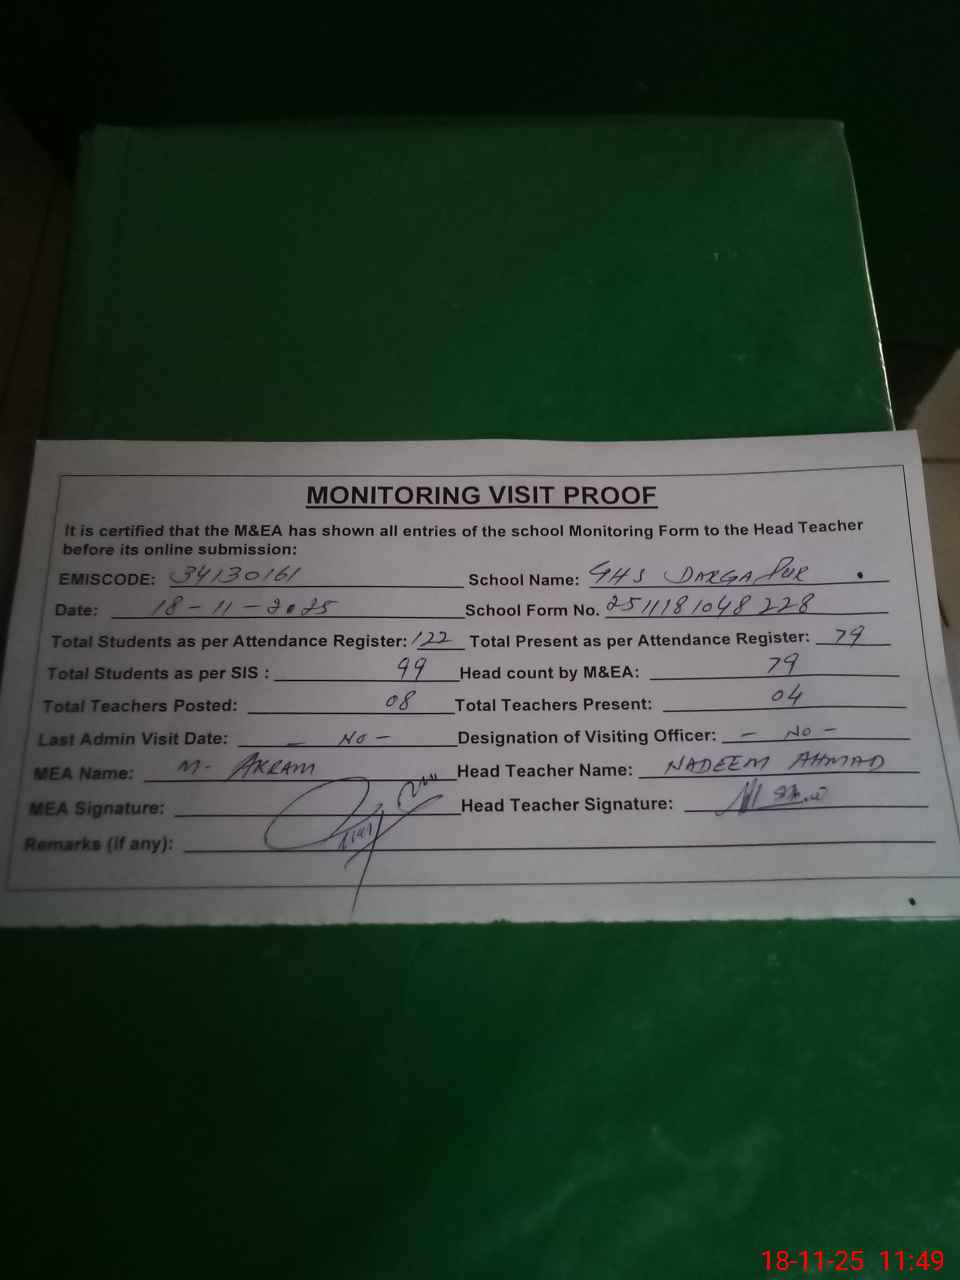 MONITORING VISIT PROOF
It is certified that the M&EA has shown all entries of the school Monitoring Form to the Head Teacher
before its online submission:
EMISCODE: 34130161 School Name: GHS DARGAPUR
Date: 18-11-2025 School Form No. 2511181048228
Total Students as per Attendance Register: 122 Total Present as per Attendance Register: 79
Total Students as per SIS : 99 Head count by M&EA: 79
Total Teachers Posted: 08 Total Teachers Present: 04
Last Admin Visit Date: - NO - Designation of Visiting Officer: - NO -
MEA Name: M. AKRAM Head Teacher Name: NADEEM AHMAD
MEA Signature: Head Teacher Signature:
Remarks (if any):
18-11-25 11:49